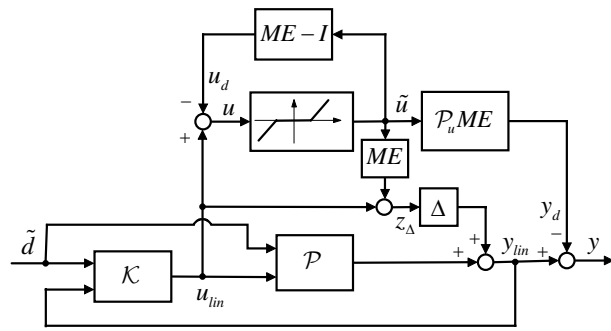 ME − I
u_d
−
u
+
ũ
𝒫_u ME
ME
z_Δ
Δ
y_d
d̃
𝒦
u_lin
𝒫
+
+
y_lin
−
+
y